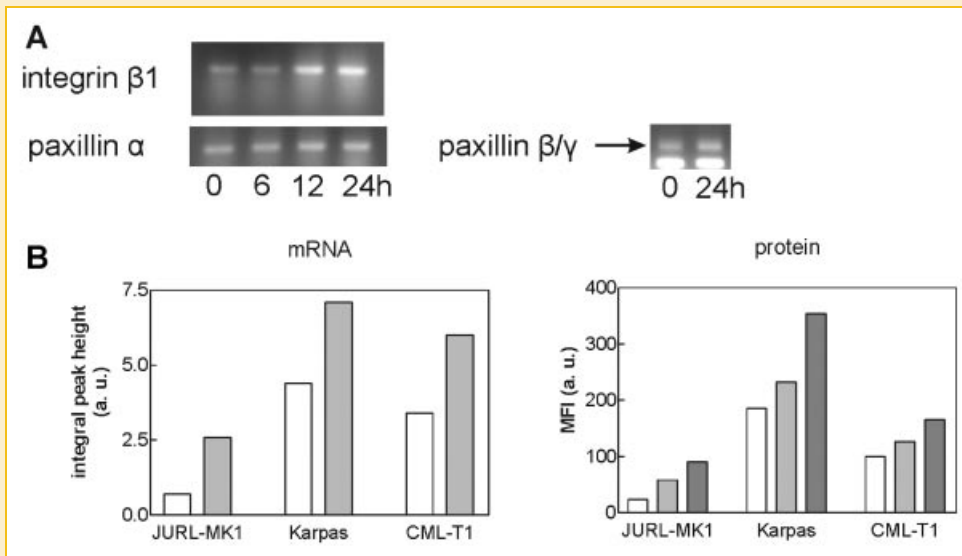 A
integrin β1
paxillin α
0 6 12 24h
paxillin β/γ
0 24h
B
mRNA
integral peak height
(a. u.)
7.5
5.0
2.5
0.0
JURL-MK1 Karpas CML-T1
protein
MFI (a. u.)
400
300
200
100
0
JURL-MK1 Karpas CML-T1